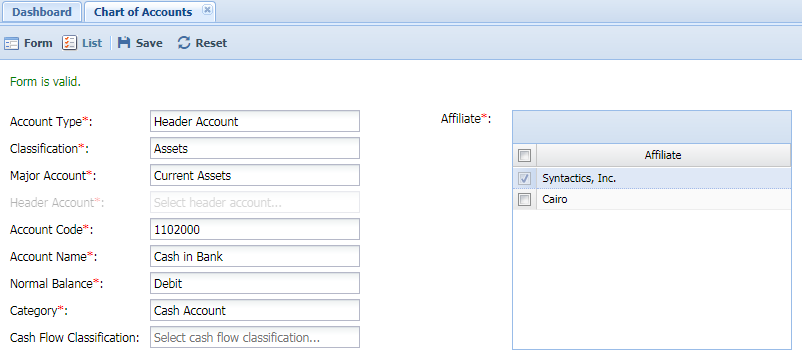 Dashboard
Chart of Accounts
Form List Save Reset
Form is valid.
Account Type*: Header Account
Classification*: Assets
Major Account*: Current Assets
Header Account*: Select header account...
Account Code*: 1102000
Account Name*: Cash in Bank
Normal Balance*: Debit
Category*: Cash Account
Cash Flow Classification: Select cash flow classification...
Affiliate*:
Affiliate
Syntactics, Inc.
Cairo